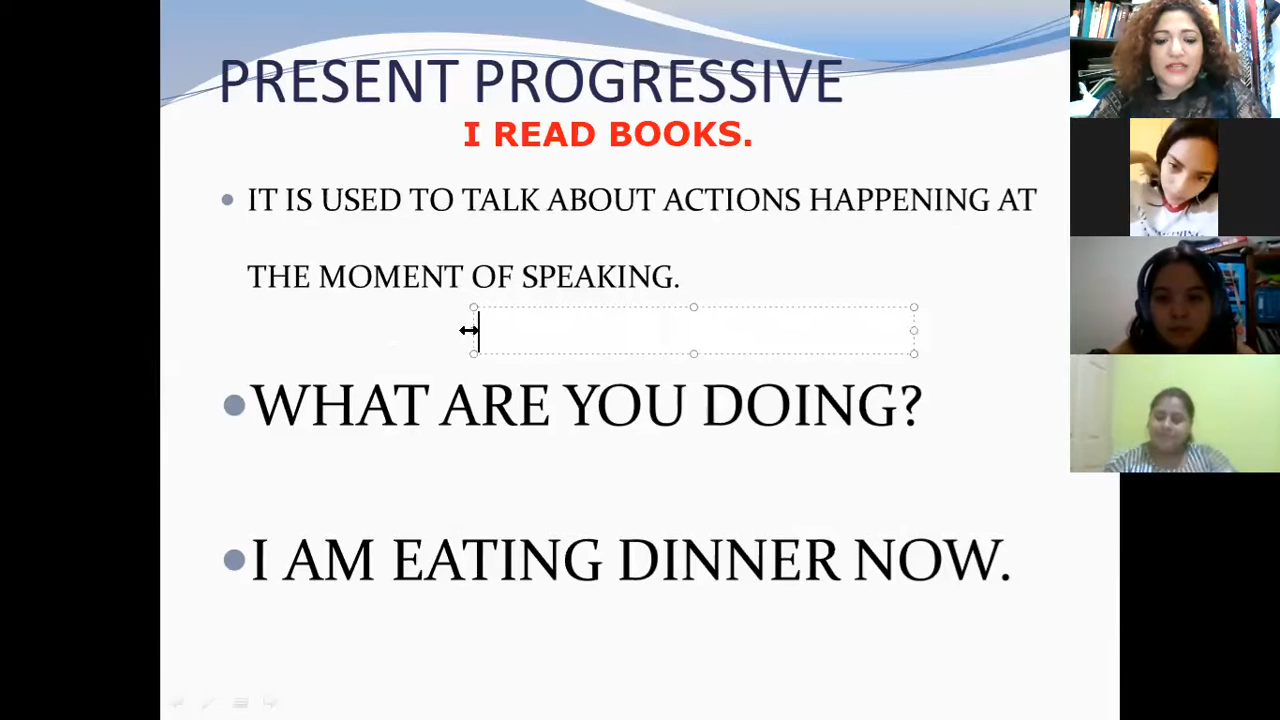 PRESENT PROGRESSIVE
I READ BOOKS.
IT IS USED TO TALK ABOUT ACTIONS HAPPENING AT
THE MOMENT OF SPEAKING.
WHAT ARE YOU DOING?
I AM EATING DINNER NOW.